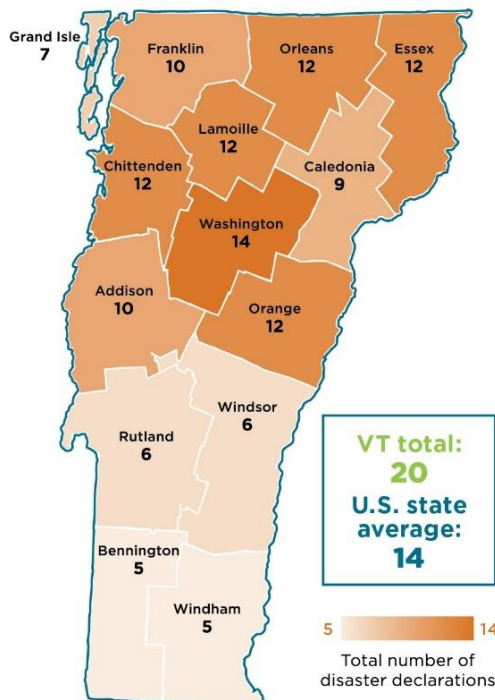 Grand Isle
7
Franklin
10
Orleans
12
Essex
12
Lamoille
12
Chittenden
12
Caledonia
9
Washington
14
Addison
10
Orange
12
Windsor
6
Rutland
6
VT total:
20
U.S. state
average:
14
Bennington
5
Windham
5
5
14
Total number of
disaster declarations